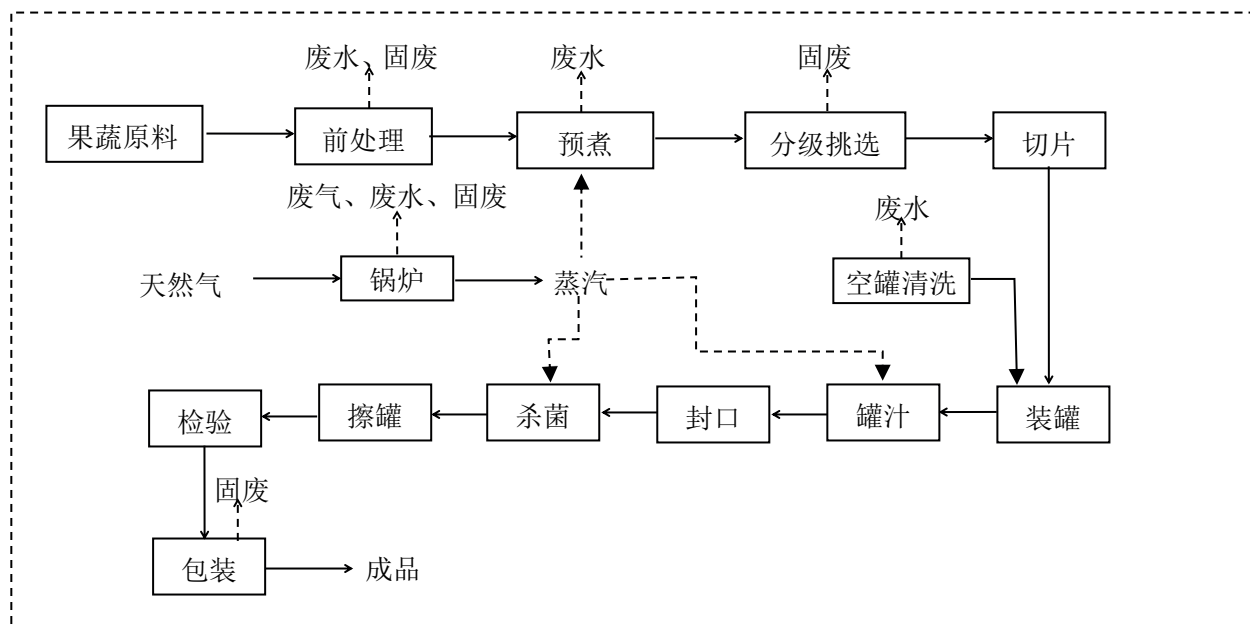 废水、固废
废水
固废
果蔬原料
前处理
预煮
分级挑选
切片
废气、废水、固废
废水
天然气
锅炉
蒸汽
空罐清洗
检验
擦罐
杀菌
封口
罐汁
装罐
固废
包装
成品